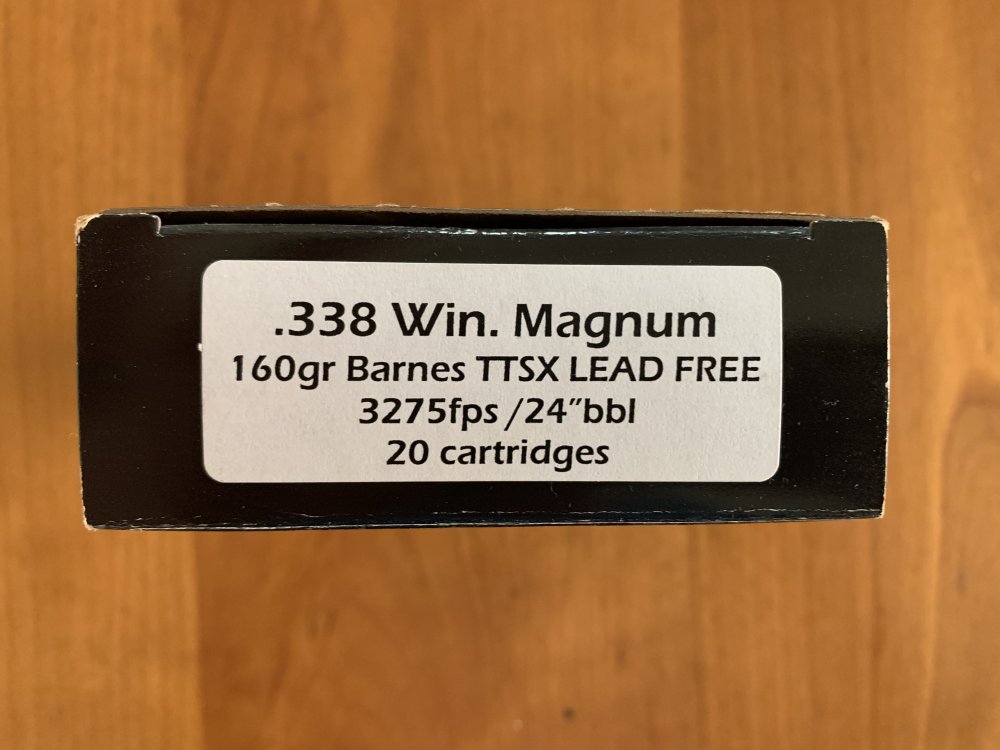 .338 Win. Magnum
160gr Barnes TTSX LEAD FREE
3275fps /24"bbl
20 cartridges